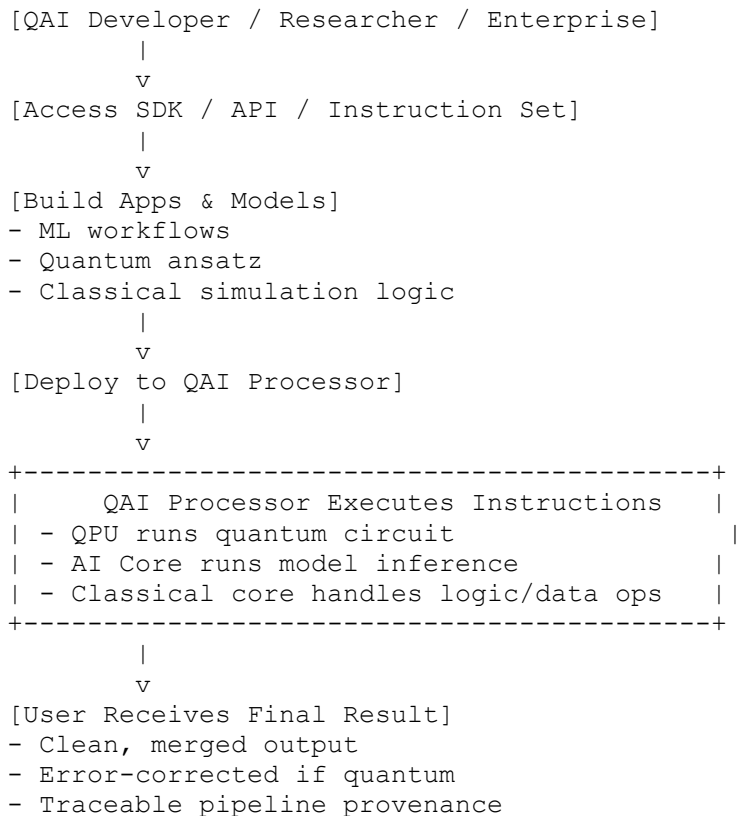 [QAI Developer / Researcher / Enterprise]
        |
        v
[Access SDK / API / Instruction Set]
        |
        v
[Build Apps & Models]
- ML workflows
- Quantum ansatz
- Classical simulation logic
        |
        v
[Deploy to QAI Processor]
        |
        v
+-------------------------------------------+
|     QAI Processor Executes Instructions   |
| - QPU runs quantum circuit                 |
| - AI Core runs model inference            |
| - Classical core handles logic/data ops   |
+-------------------------------------------+
        |
        v
[User Receives Final Result]
- Clean, merged output
- Error-corrected if quantum
- Traceable pipeline provenance